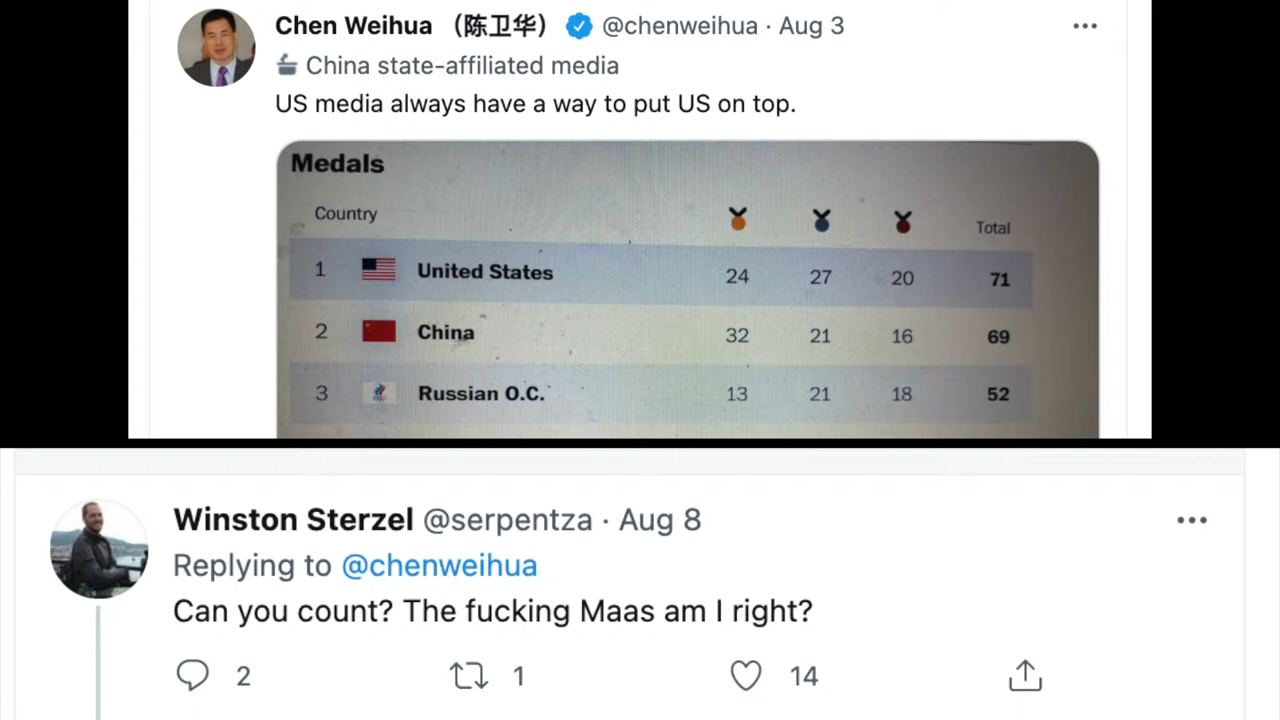 Chen Weihua （陈卫华） @chenweihua · Aug 3
China state-affiliated media
US media always have a way to put US on top.
Medals
Country Total
1 United States 24 27 20 71
2 China 32 21 16 69
3 Russian O.C. 13 21 18 52
Winston Sterzel @serpentza · Aug 8
Replying to @chenweihua
Can you count? The fucking Maas am I right?
2 1 14